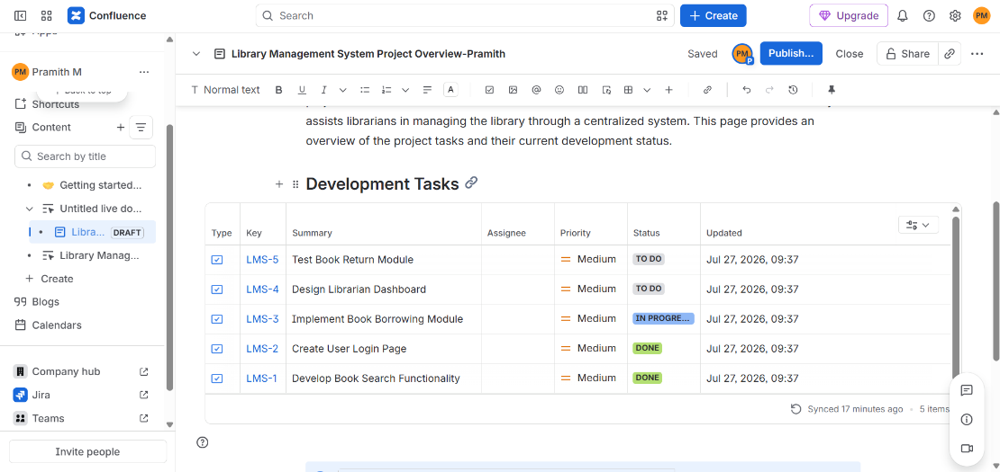 Confluence
Search
+ Create
Upgrade
PM
Pramith M
Back to top
Shortcuts
Content
Search by title
Getting started...
Untitled live do...
Libra... DRAFT
Library Manag...
+ Create
Blogs
Calendars
Company hub
Jira
Teams
Invite people
Library Management System Project Overview-Pramith
Saved
PM
P
Publish...
Close
Share
T Normal text
B U I A
assists librarians in managing the library through a centralized system. This page provides an
overview of the project tasks and their current development status.
Development Tasks
Type Key Summary Assignee Priority Status Updated
LMS-5 Test Book Return Module Medium TO DO Jul 27, 2026, 09:37
LMS-4 Design Librarian Dashboard Medium TO DO Jul 27, 2026, 09:37
LMS-3 Implement Book Borrowing Module Medium IN PROGRE... Jul 27, 2026, 09:37
LMS-2 Create User Login Page Medium DONE Jul 27, 2026, 09:37
LMS-1 Develop Book Search Functionality Medium DONE Jul 27, 2026, 09:37
Synced 17 minutes ago • 5 items